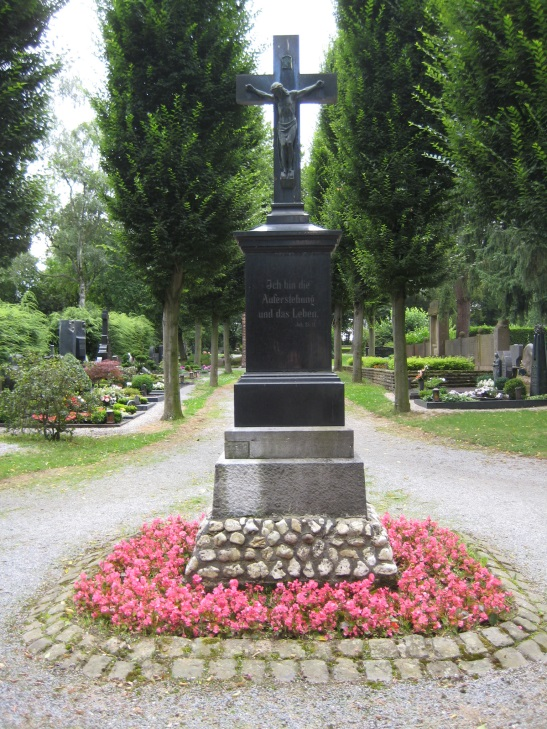 Ich bin die
Auferstehung
und das Leben.